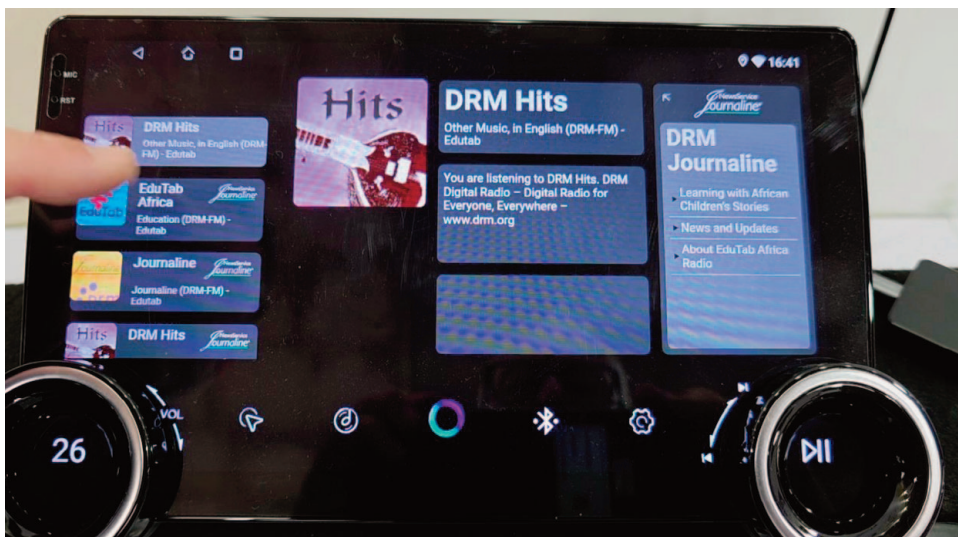 MIC
RST
16:41
Hits
DRM Hits
Other Music, in English (DRM-
FM) - Edutab
EduTab
EduTab
Africa
Journaline
Education (DRM-FM) -
Edutab
Journaline
Journaline
Journaline (DRM-FM) -
Edutab
Hits
DRM Hits
Journaline
Hits
DRM Hits
Other Music, in English (DRM-FM) -
Edutab
You are listening to DRM Hits. DRM
Digital Radio – Digital Radio for
Everyone, Everywhere –
www.drm.org
NewsService
Journaline
DRM
Journaline
Learning with African
Children's Stories
News and Updates
About EduTab Africa
Radio
VOL
26